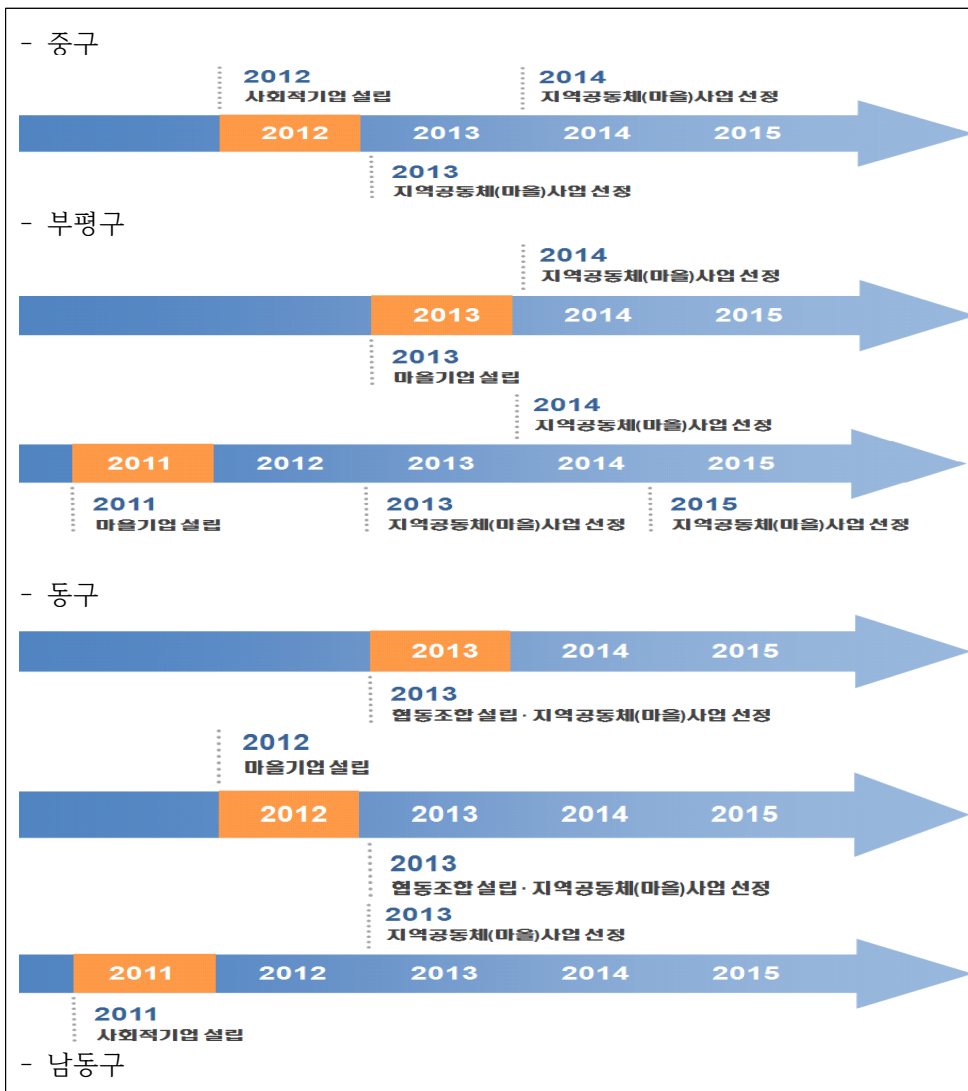 - 중구
2012
사회적기업 설립
2014
지역공동체(마을)사업 선정
2012 2013 2014 2015
2013
지역공동체(마을)사업 선정
- 부평구
2014
지역공동체(마을)사업 선정
2013 2014 2015
2013
마을기업 설립
2014
지역공동체(마을)사업 선정
2011 2012 2013 2014 2015
2011
마을기업 설립
2013
지역공동체(마을)사업 선정
2015
지역공동체(마을)사업 선정
- 동구
2013 2014 2015
2013
협동조합 설립 · 지역공동체(마을)사업 선정
2012
마을기업 설립
2012 2013 2014 2015
2013
협동조합 설립 · 지역공동체(마을)사업 선정
2013
지역공동체(마을)사업 선정
2011 2012 2013 2014 2015
2011
사회적기업 설립
- 남동구